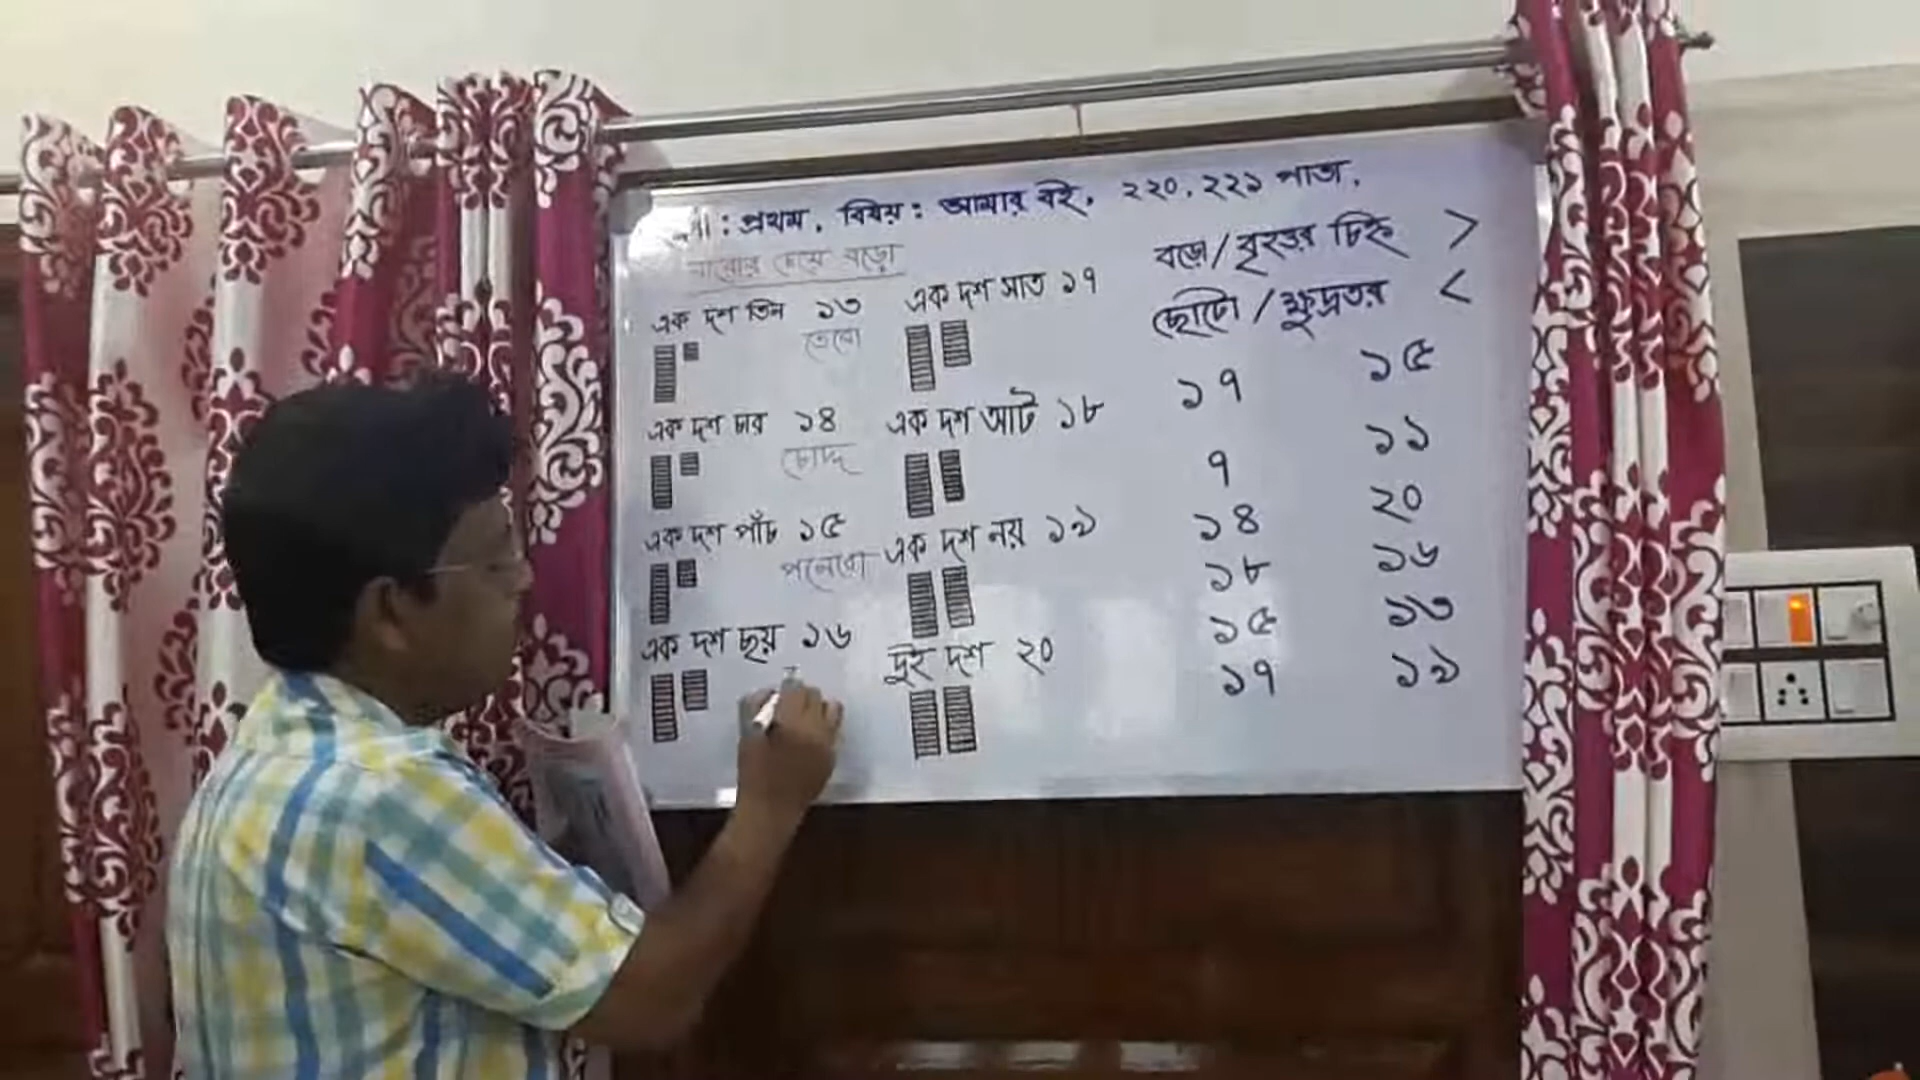 : প্রথম. বিষয়: আমার বই. ২২০, ২২১ পাতা.
বারোর চেয়ে বড়ো
এক দশ তিন ১৩
তেরো
এক দশ চার ১৪
চোদ্দ
এক দশ পাঁচ ১৫
পনেরো
এক দশ ছয় ১৬
এক দশ সাত ১৭
এক দশ আট ১৮
এক দশ নয় ১৯
দুই দশ ২০
বড়ো/বৃহত্তর চিহ্ন >
ছোটো/ক্ষুদ্রতর <
১৭ ১৫
৭ ১১
১৪ ২০
১৮ ১৬
১৫ ১৩
১৭ ১৯